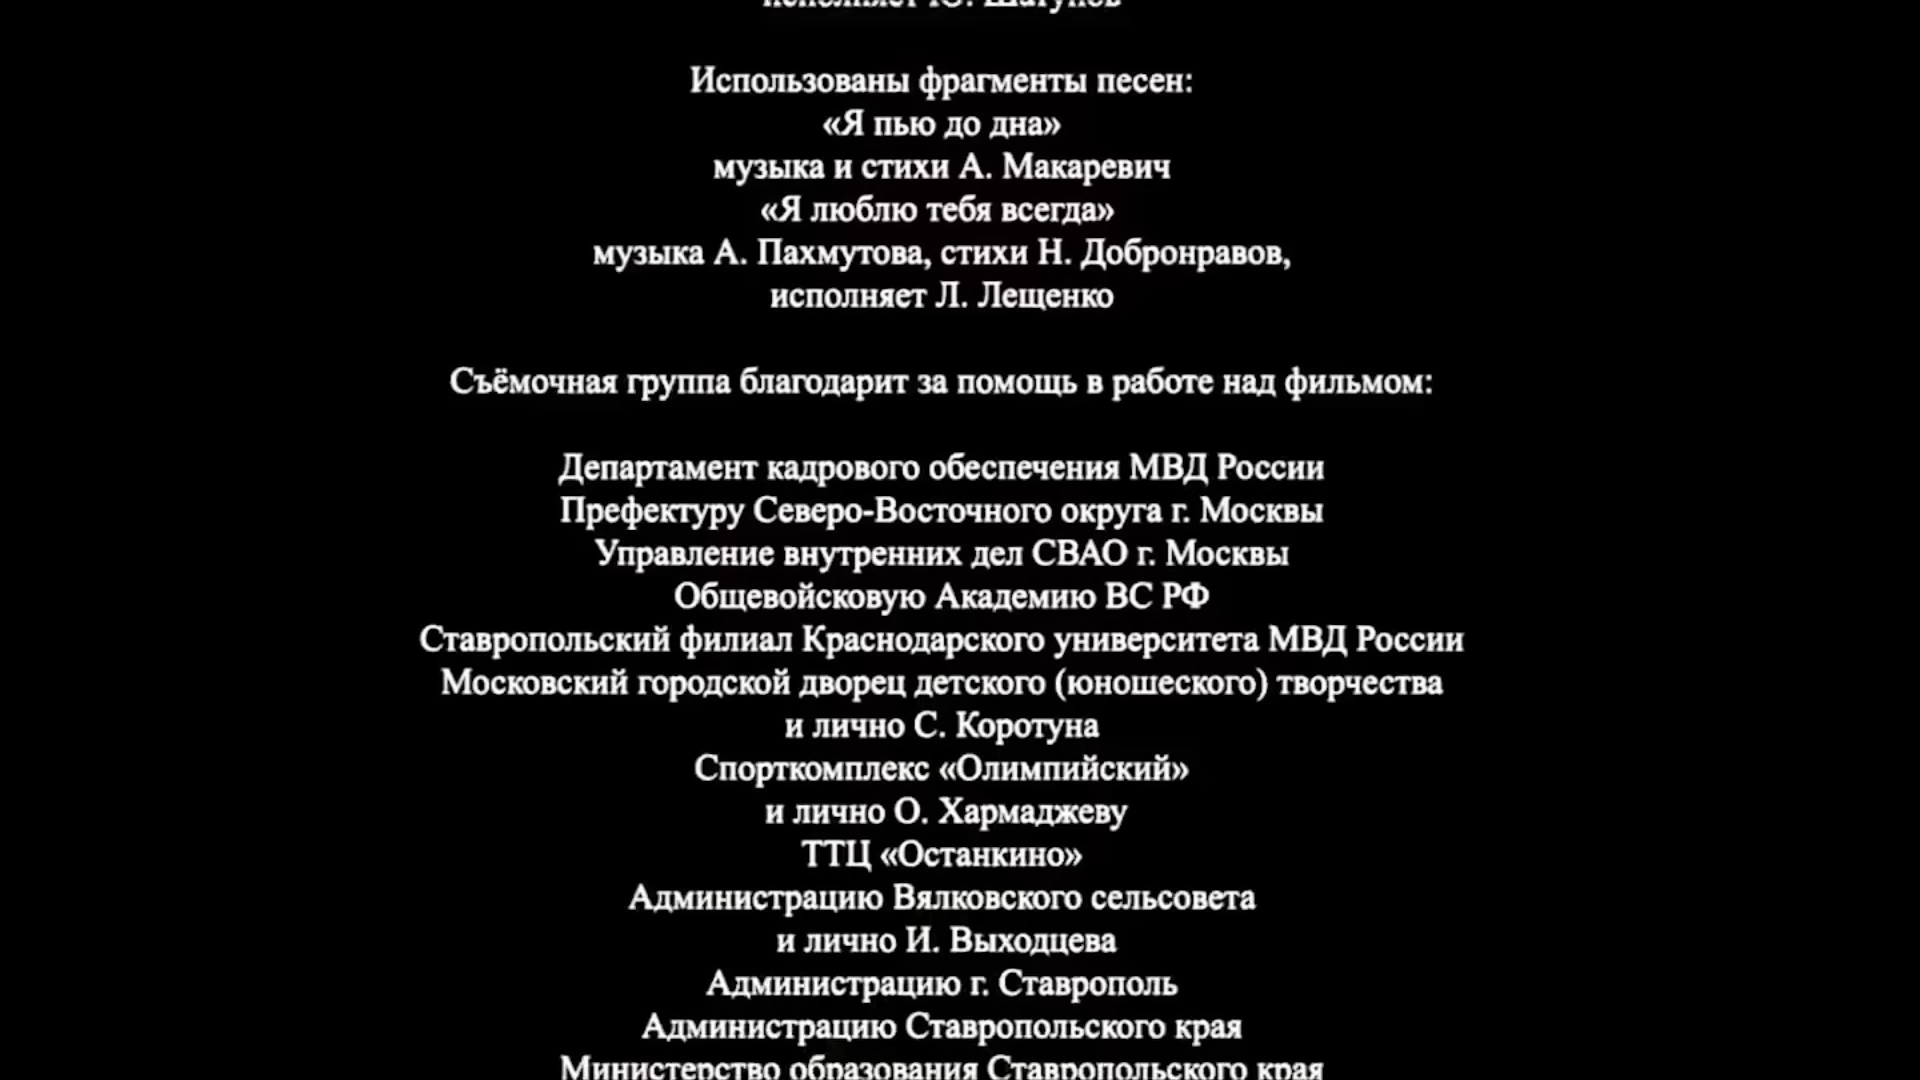 исполняет Ю. Шатунов
Использованы фрагменты песен:
«Я пью до дна»
музыка и стихи А. Макаревич
«Я люблю тебя всегда»
музыка А. Пахмутова, стихи Н. Добронравов,
исполняет Л. Лещенко
Съёмочная группа благодарит за помощь в работе над фильмом:
Департамент кадрового обеспечения МВД России
Префектуру Северо-Восточного округа г. Москвы
Управление внутренних дел СВАО г. Москвы
Общевойсковую Академию ВС РФ
Ставропольский филиал Краснодарского университета МВД России
Московский городской дворец детского (юношеского) творчества
и лично С. Коротуна
Спорткомплекс «Олимпийский»
и лично О. Хармаджеву
ТТЦ «Останкино»
Администрацию Вялковского сельсовета
и лично И. Выходцева
Администрацию г. Ставрополь
Администрацию Ставропольского края
Министерство образования Ставропольского края